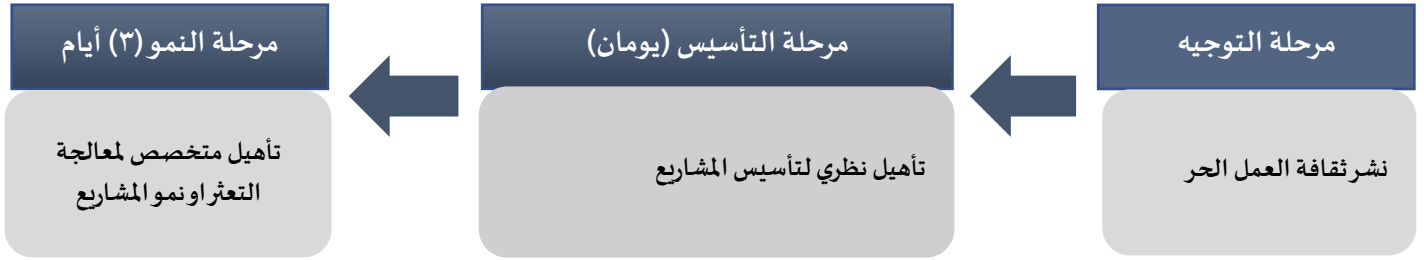 مرحلة التوجيه
نشر ثقافة العمل الحر
مرحلة التأسيس (يومان)
تأهيل نظري لتأسيس المشاريع
مرحلة النمو (٣) أيام
تأهيل متخصص لمعالجة
التعثر او نمو المشاريع